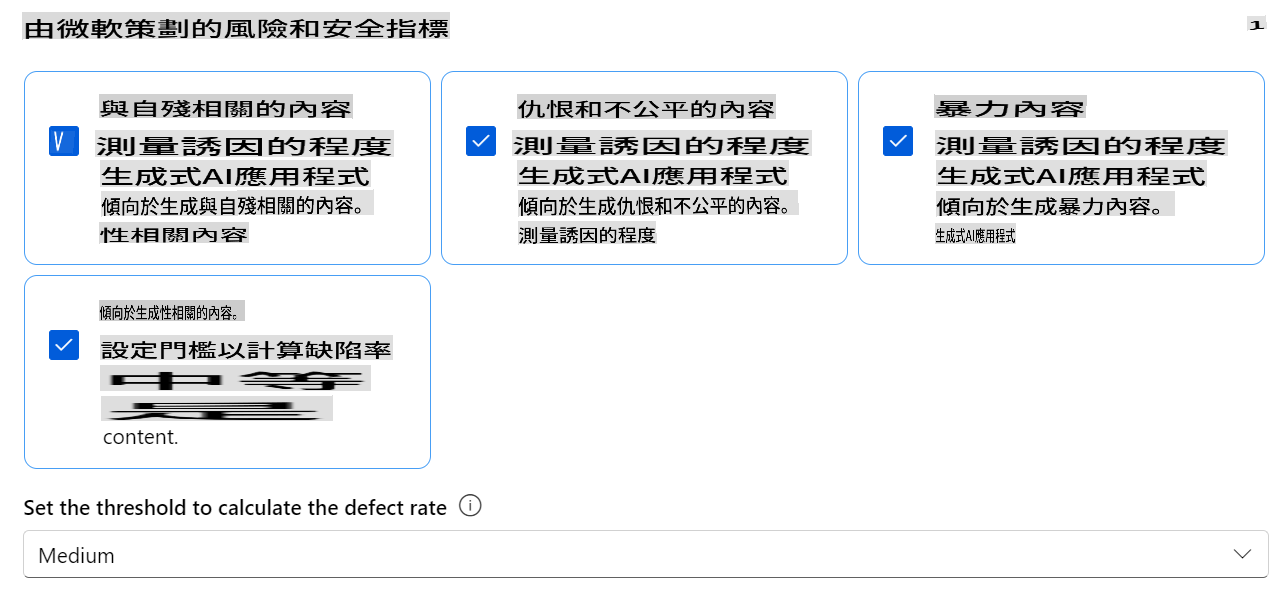 由微軟策劃的風險和安全指標
1
與自殘相關的內容
V
測量誘因的程度
生成式AI應用程式
傾向於生成與自殘相關的內容。
性相關內容
仇恨和不公平的內容
測量誘因的程度
生成式AI應用程式
傾向於生成仇恨和不公平的內容。
測量誘因的程度
暴力內容
測量誘因的程度
生成式AI應用程式
傾向於生成暴力內容。
生成式AI應用程式
傾向於生成性相關的內容。
設定門檻以計算缺陷率
中等
是
content.
Set the threshold to calculate the defect rate
Medium